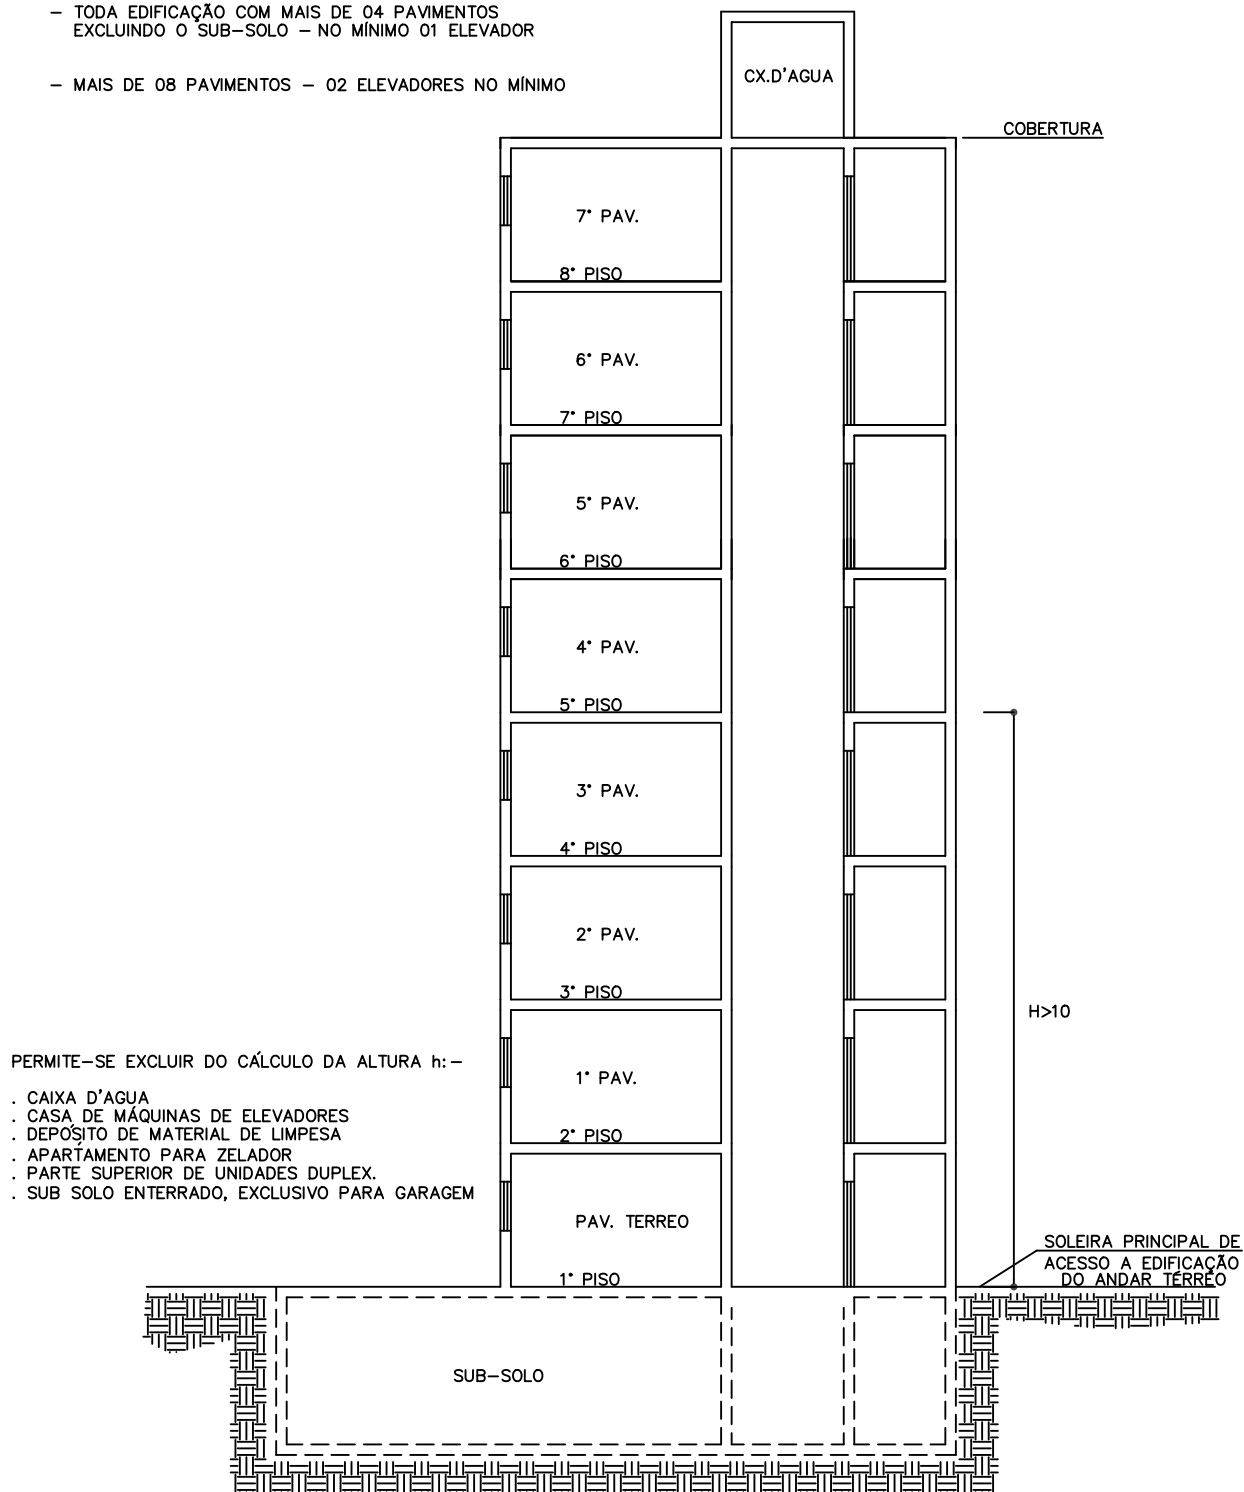 – TODA EDIFICAÇÃO COM MAIS DE 04 PAVIMENTOS
EXCLUINDO O SUB–SOLO – NO MÍNIMO 01 ELEVADOR
– MAIS DE 08 PAVIMENTOS – 02 ELEVADORES NO MÍNIMO
CX.D'AGUA
COBERTURA
7° PAV.
8° PISO
6° PAV.
7° PISO
5° PAV.
6° PISO
4° PAV.
5° PISO
3° PAV.
4° PISO
2° PAV.
3° PISO
H>10
1° PAV.
2° PISO
PERMITE–SE EXCLUIR DO CÁLCULO DA ALTURA h:–
. CAIXA D'AGUA
. CASA DE MÁQUINAS DE ELEVADORES
. DEPÓSITO DE MATERIAL DE LIMPESA
. APARTAMENTO PARA ZELADOR
. PARTE SUPERIOR DE UNIDADES DUPLEX.
. SUB SOLO ENTERRADO, EXCLUSIVO PARA GARAGEM
PAV. TERREO
1° PISO
SOLEIRA PRINCIPAL DE
ACESSO A EDIFICAÇÃO
DO ANDAR TÉRREO
SUB–SOLO